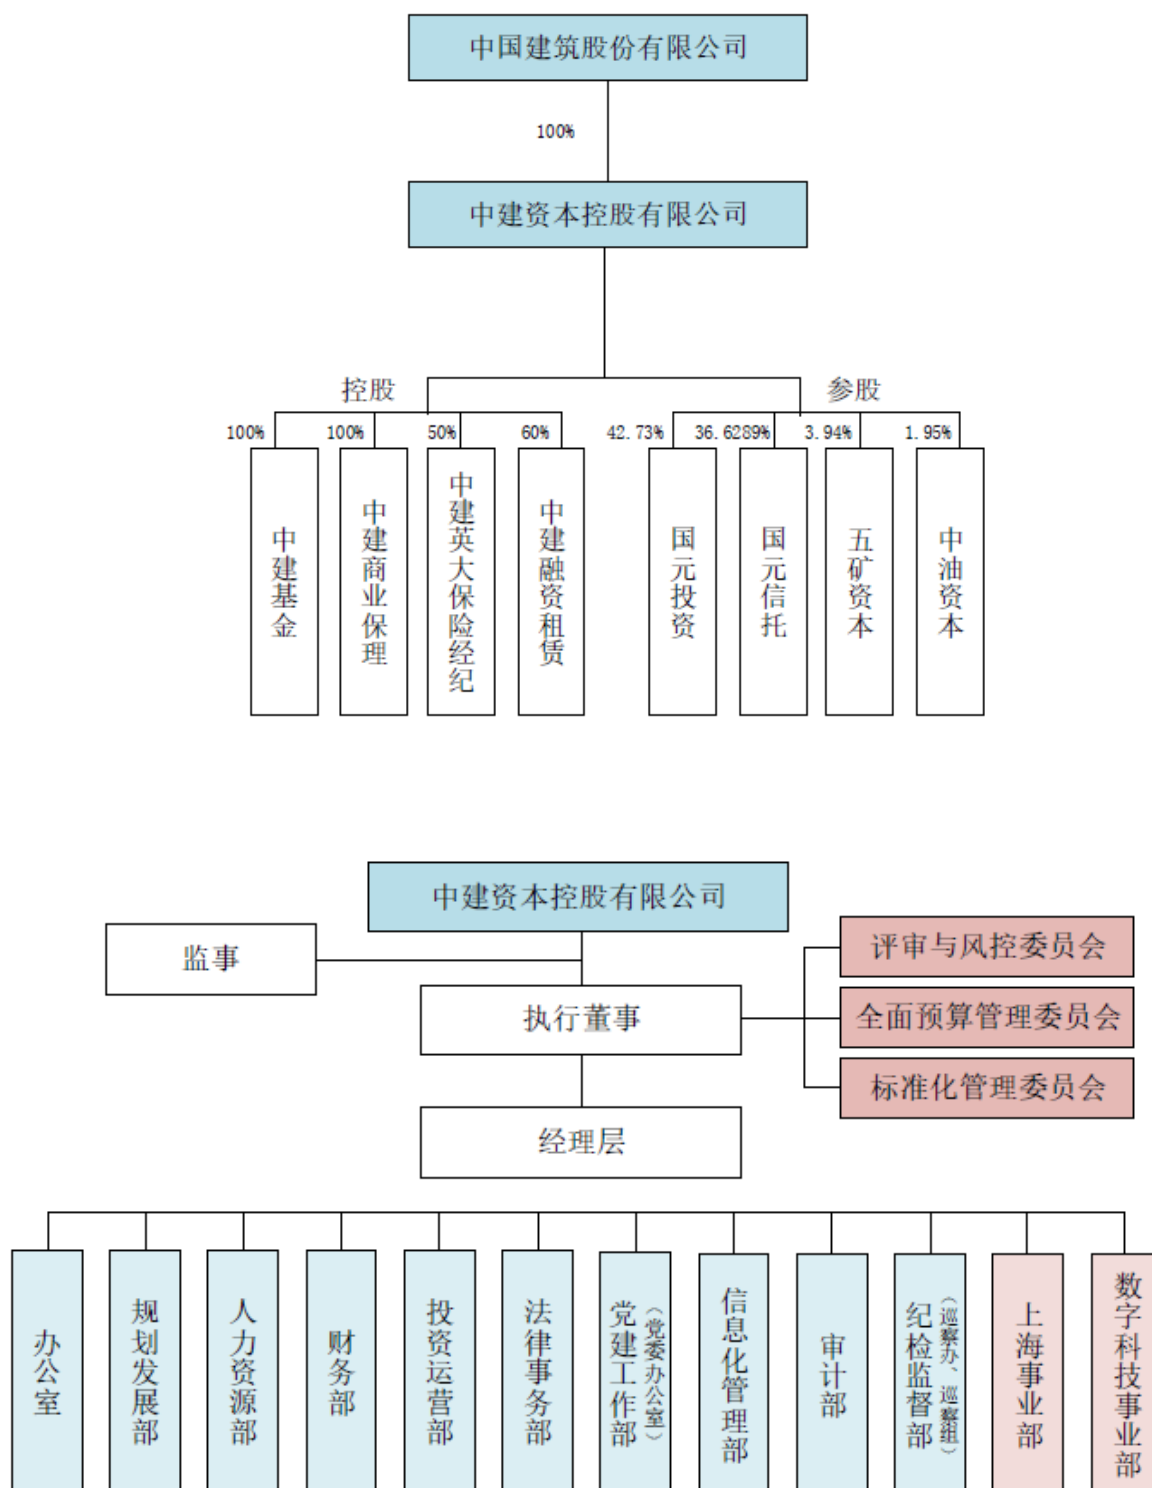 中国建筑股份有限公司
100%
中建资本控股有限公司
控股
参股
100%
100%
50%
60%
42.73%
36.6289%
3.94%
1.95%
中建基金
中建商业保理
中建英大保险经纪
中建融资租赁
国元投资
国元信托
五矿资本
中油资本
中建资本控股有限公司
监事
执行董事
评审与风控委员会
全面预算管理委员会
标准化管理委员会
经理层
办公室
规划发展部
人力资源部
财务部
投资运营部
法律事务部
党建工作部
（党委办公室）
信息化管理部
审计部
纪检监督部
（巡察办、巡察组）
上海事业部
数字科技事业部